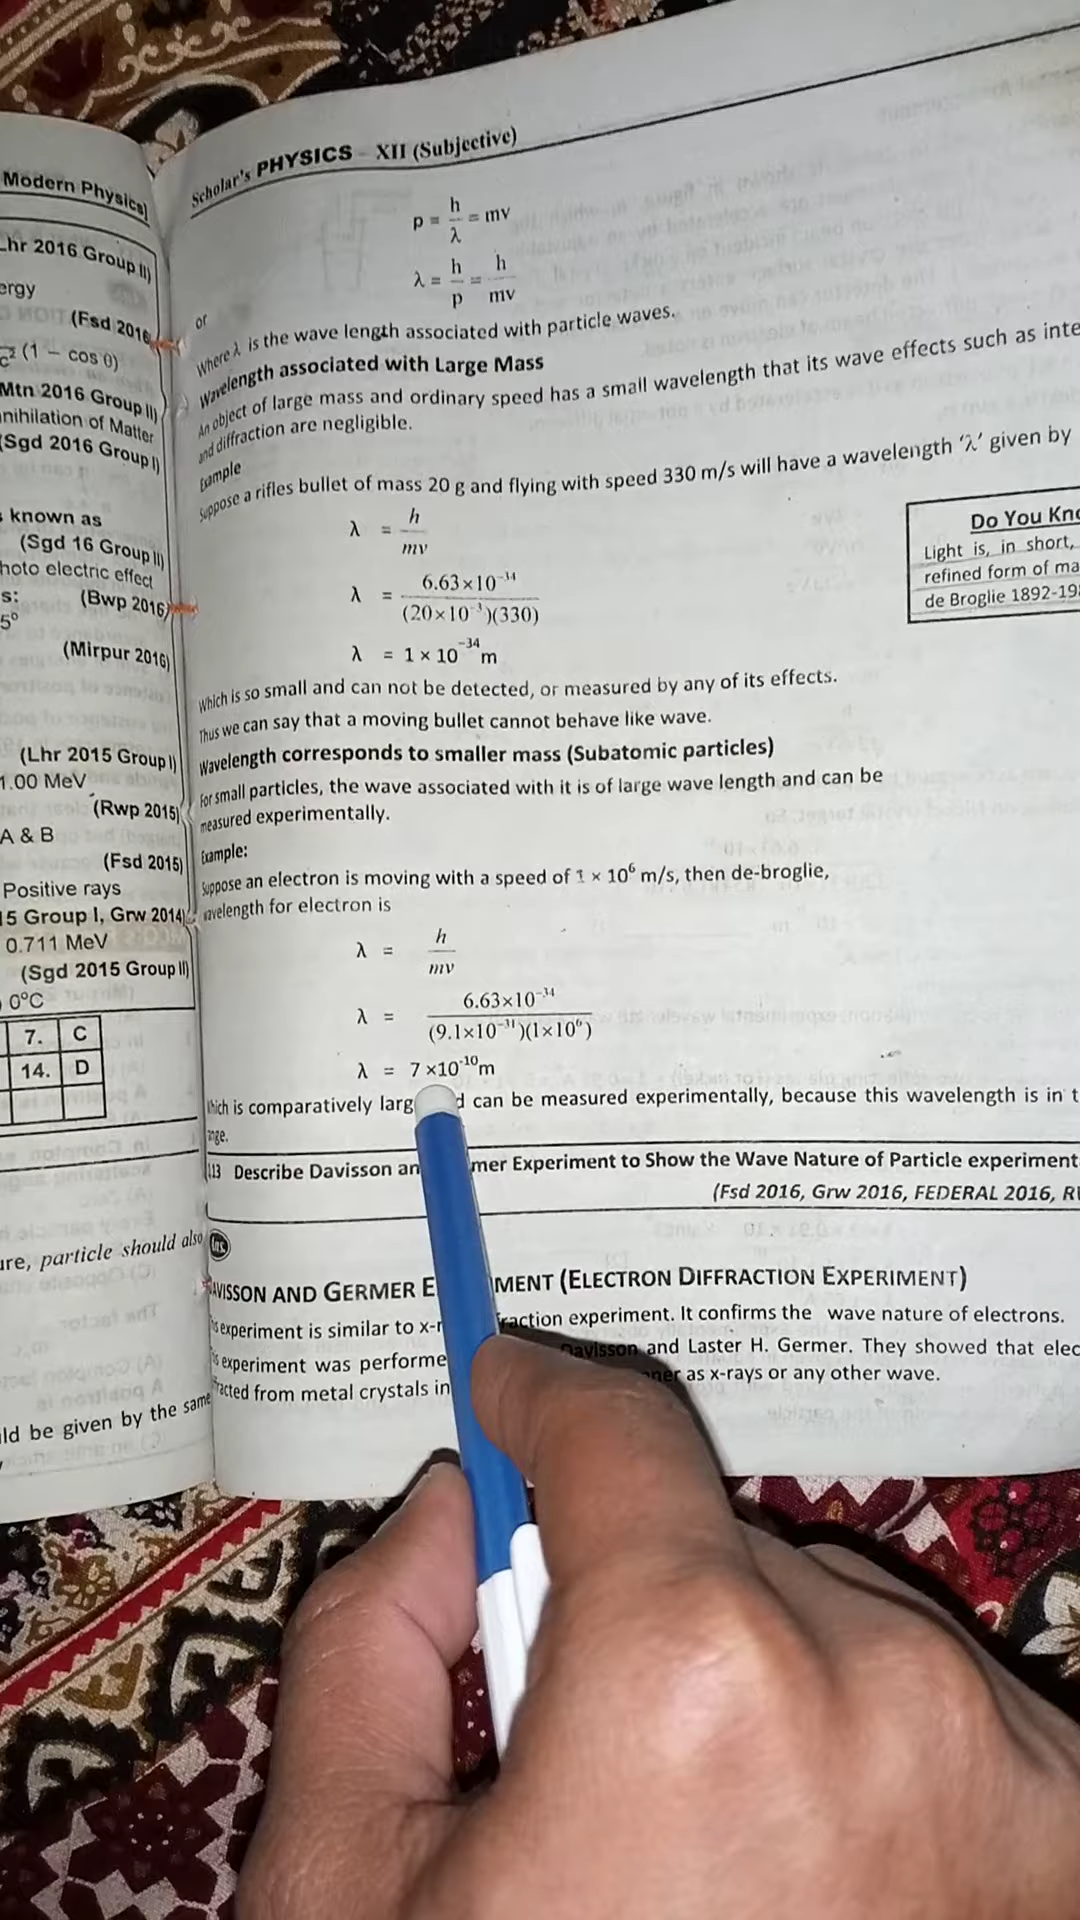 Modern Physics]
Lhr 2016 Group II)
ergy
(Fsd 2016
(1 − cos θ)
Mtn 2016 Group II)
nnihilation of Matter
(Sgd 2016 Group I)
known as
(Sgd 16 Group II)
hoto electric effect
s: (Bwp 2016)
5°
(Mirpur 2016)
(Lhr 2015 Group I)
1.00 MeV
(Rwp 2015)
A & B
(Fsd 2015)
Positive rays
15 Group I, Grw 2014)
0.711 MeV
(Sgd 2015 Group II)
0°C
7. C
14. D
ure, particle should also
ld be given by the same
Scholar's PHYSICS – XII (Subjective)
p = h/λ = mv
or λ = h/p = h/mv
Where λ is the wave length associated with particle waves.
Wavelength associated with Large Mass
An object of large mass and ordinary speed has a small wavelength that its wave effects such as inte
and diffraction are negligible.
Example
Suppose a rifles bullet of mass 20 g and flying with speed 330 m/s will have a wavelength 'λ' given by
λ = h/mv
λ = 6.63×10⁻³⁴/(20×10⁻³)(330)
λ = 1 × 10⁻³⁴m
Which is so small and can not be detected, or measured by any of its effects.
Thus we can say that a moving bullet cannot behave like wave.
Wavelength corresponds to smaller mass (Subatomic particles)
For small particles, the wave associated with it is of large wave length and can be
measured experimentally.
Example:
Suppose an electron is moving with a speed of 1 × 10⁶ m/s, then de-broglie,
wavelength for electron is
λ = h/mv
λ = 6.63×10⁻³⁴/(9.1×10⁻³¹)(1×10⁶)
λ = 7 ×10⁻¹⁰m
Which is comparatively larg d can be measured experimentally, because this wavelength is in t
ange.
Do You Kno
Light is, in short,
refined form of ma
de Broglie 1892-19
113 Describe Davisson an mer Experiment to Show the Wave Nature of Particle experiment
(Fsd 2016, Grw 2016, FEDERAL 2016, R
Ans
DAVISSON AND GERMER E MENT (ELECTRON DIFFRACTION EXPERIMENT)
is experiment is similar to x-r fraction experiment. It confirms the wave nature of electrons.
is experiment was performe Davisson and Laster H. Germer. They showed that elec
fracted from metal crystals in ner as x-rays or any other wave.